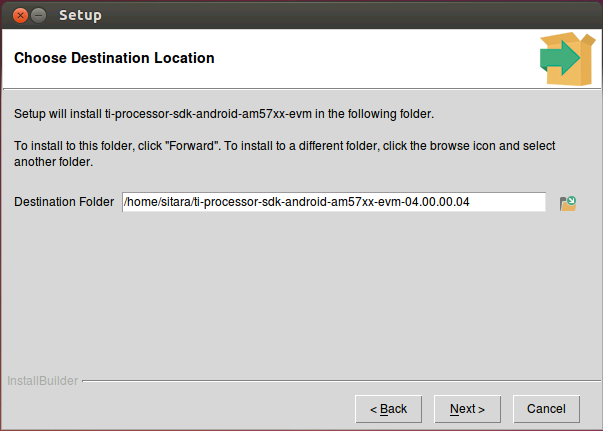 Setup
Choose Destination Location
Setup will install ti-processor-sdk-android-am57xx-evm in the following folder.
To install to this folder, click "Forward". To install to a different folder, click the browse icon and select
another folder.
Destination Folder /home/sitara/ti-processor-sdk-android-am57xx-evm-04.00.00.04
InstallBuilder
< Back Next > Cancel